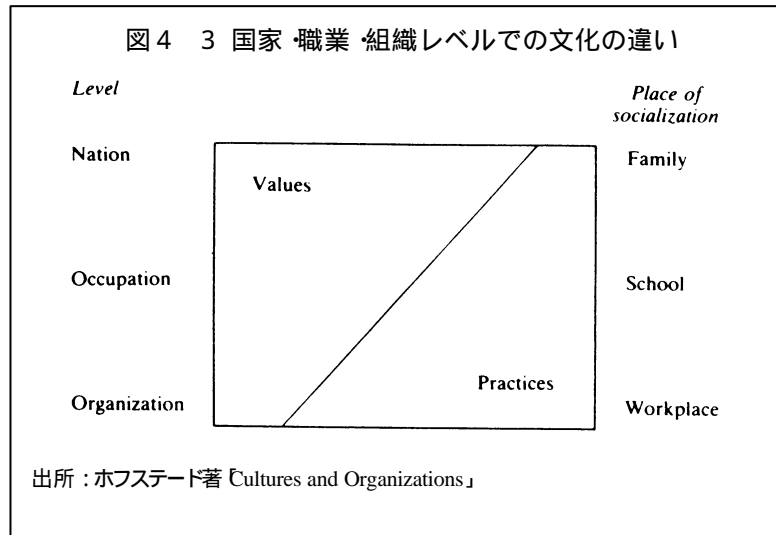 図4 3 国家・職業・組織レベルでの文化の違い
Level
Place of
socialization
Nation
Family
Values
Occupation
School
Practices
Organization
Workplace
出所：ホフステード著「Cultures and Organizations」